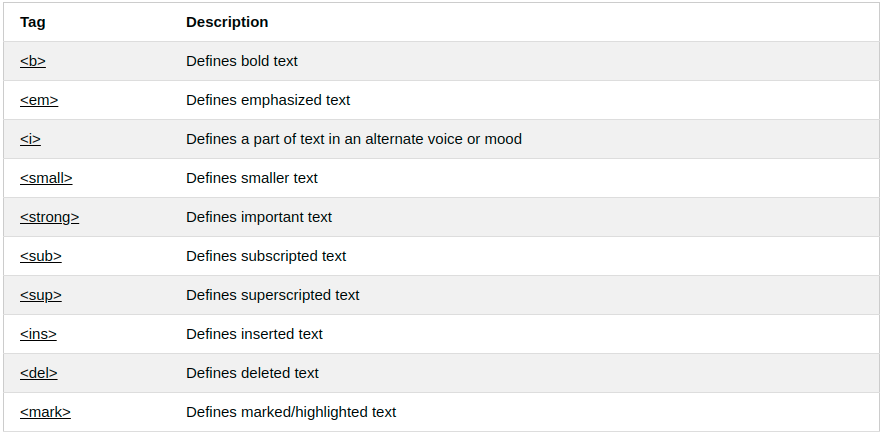 Tag Description
<b> Defines bold text
<em> Defines emphasized text
<i> Defines a part of text in an alternate voice or mood
<small> Defines smaller text
<strong> Defines important text
<sub> Defines subscripted text
<sup> Defines superscripted text
<ins> Defines inserted text
<del> Defines deleted text
<mark> Defines marked/highlighted text